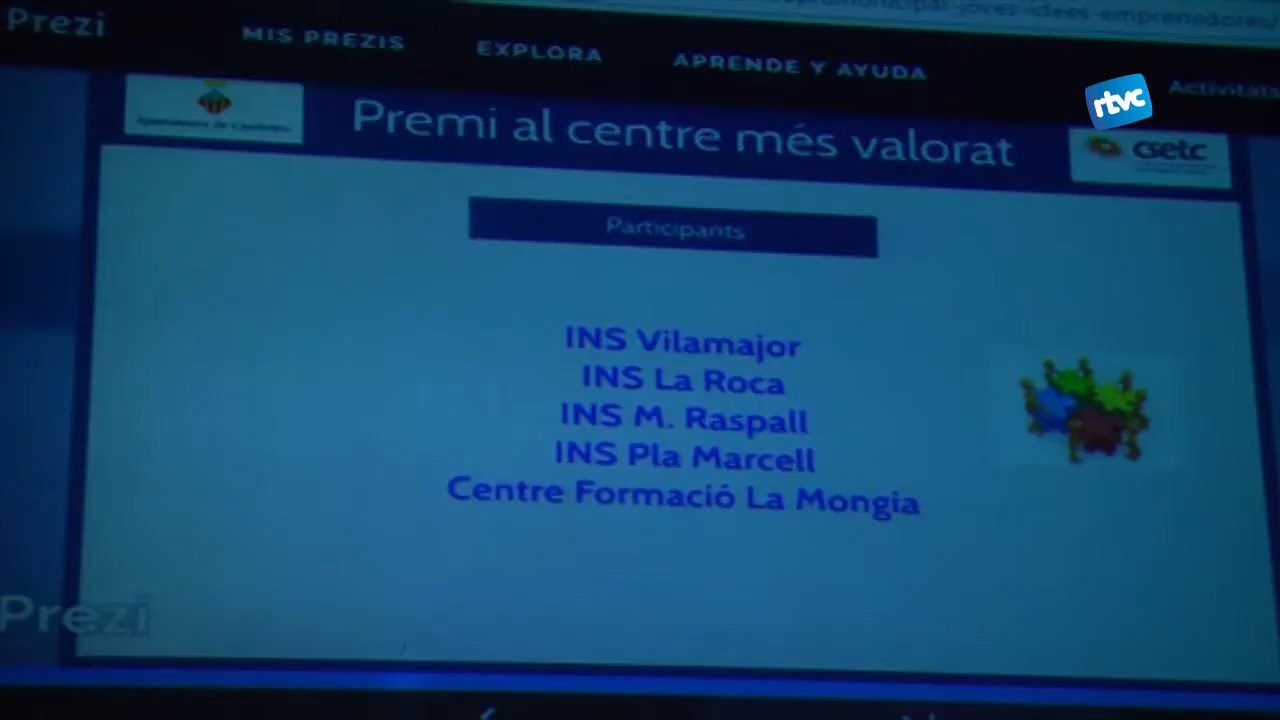 Prezi
MIS PREZIS
EXPLORA
APRENDE Y AYUDA
Activitats
rtvc
Premi al centre més valorat
csetc
Participants
INS Vilamajor
INS La Roca
INS M. Raspall
INS Pla Marcell
Centre Formació La Mongia
Prezi